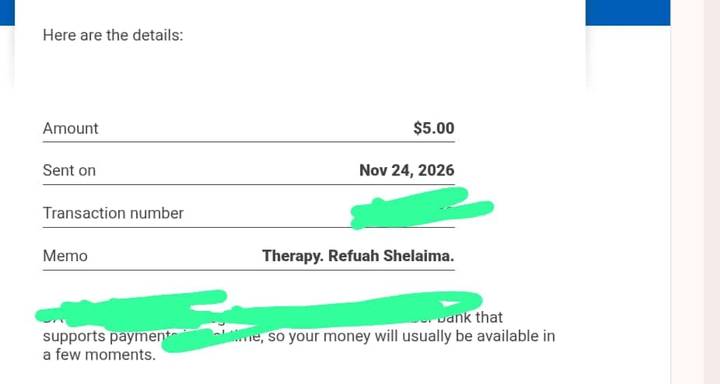 Here are the details:
Amount $5.00
Sent on Nov 24, 2026
Transaction number
Memo Therapy. Refuah Shelaima.
bank that
supports payments so your money will usually be available in
a few moments.